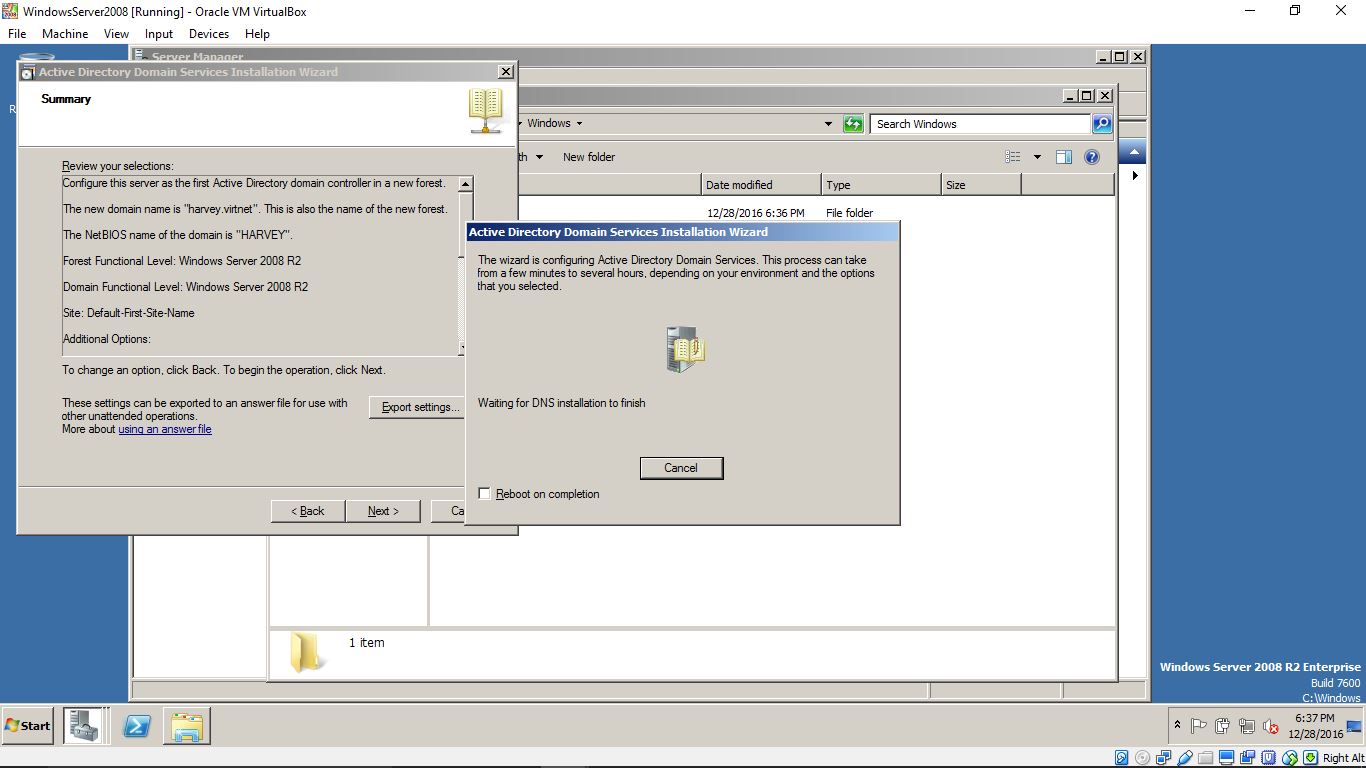 WindowsServer2008 [Running] - Oracle VM VirtualBox
File Machine View Input Devices Help
Server Manager
Active Directory Domain Services Installation Wizard
Summary
Windows
Search Windows
New folder
Date modified Type Size
12/28/2016 6:36 PM File folder
Review your selections:
Configure this server as the first Active Directory domain controller in a new forest.
The new domain name is "harvey.virtnet". This is also the name of the new forest.
The NetBIOS name of the domain is "HARVEY".
Forest Functional Level: Windows Server 2008 R2
Domain Functional Level: Windows Server 2008 R2
Site: Default-First-Site-Name
Additional Options:
To change an option, click Back. To begin the operation, click Next.
These settings can be exported to an answer file for use with
other unattended operations.
More about using an answer file
Export settings...
< Back Next >
Active Directory Domain Services Installation Wizard
The wizard is configuring Active Directory Domain Services. This process can take
from a few minutes to several hours, depending on your environment and the options
that you selected.
Waiting for DNS installation to finish
Cancel
Reboot on completion
1 item
Windows Server 2008 R2 Enterprise
Build 7600
C:\Windows
Start
6:37 PM
12/28/2016
Right Alt